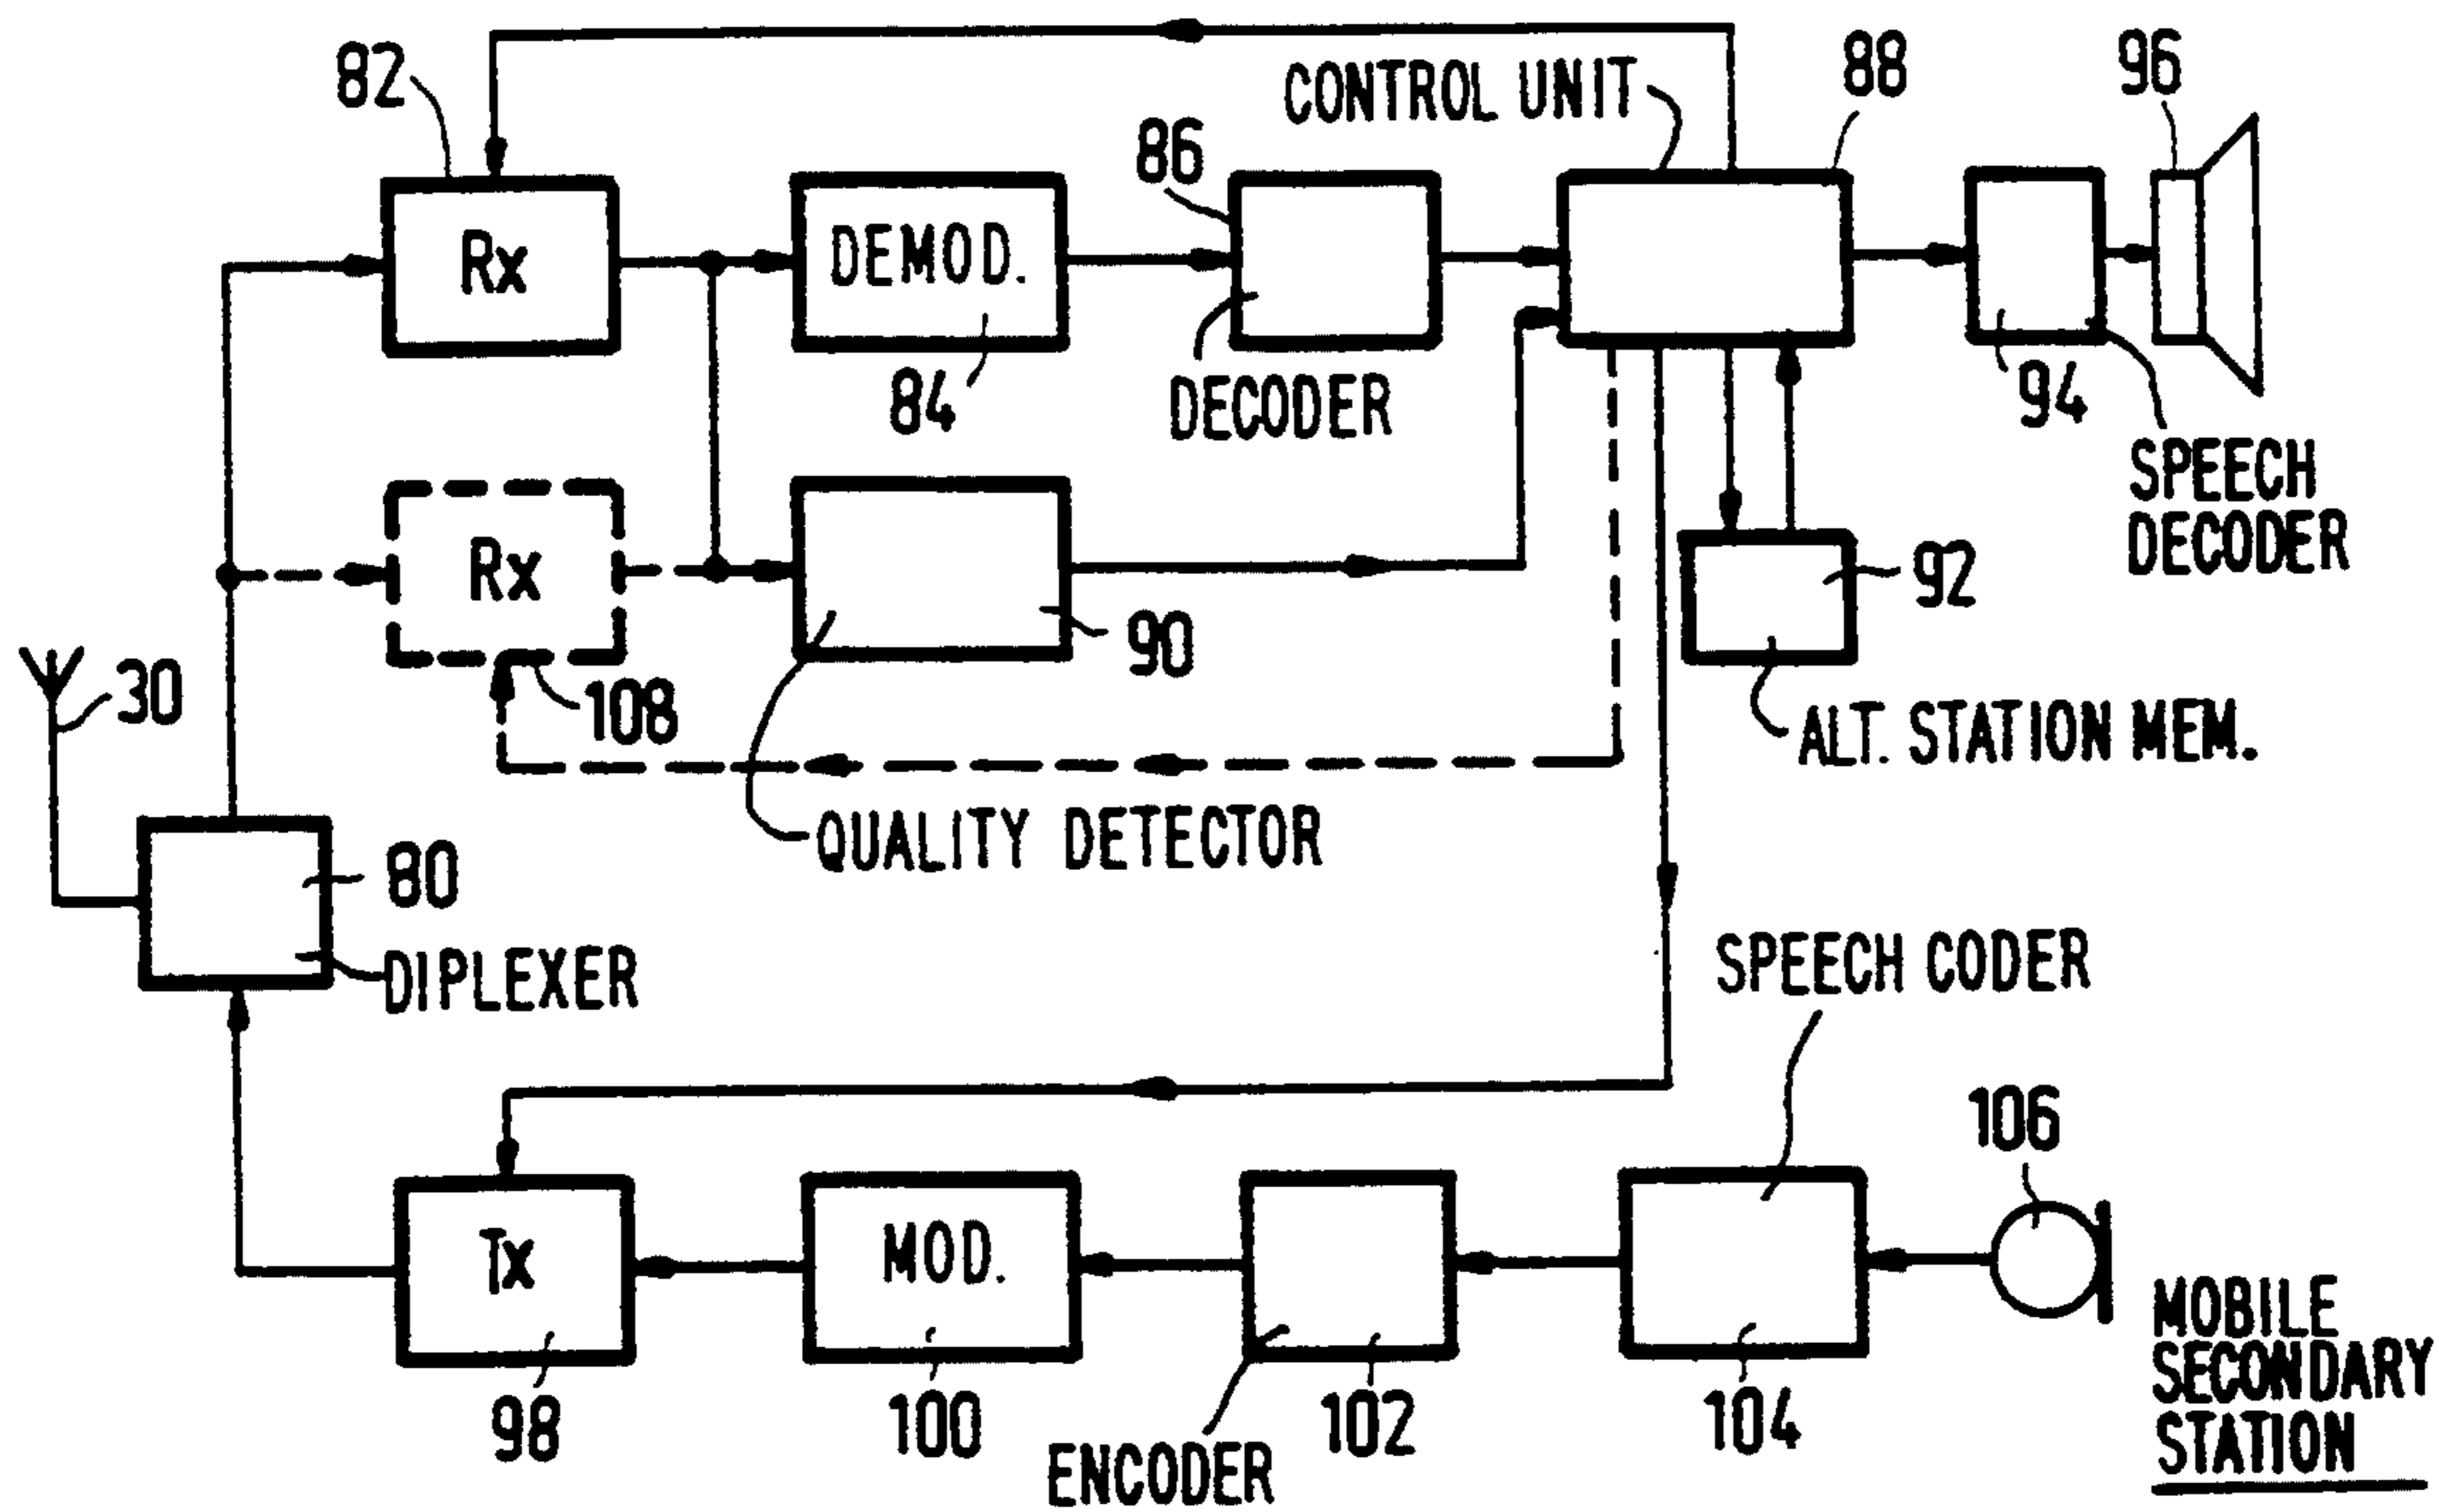 82
CONTROL UNIT
88
96
86
Rx
DEMOD.
84
DECODER
94
SPEECH
DECODER
Rx
90
92
30
108
ALT. STATION MEM.
QUALITY DETECTOR
80
DIPLEXER
SPEECH CODER
106
Tx
MOD.
98
100
ENCODER
102
104
MOBILE
SECONDARY
STATION